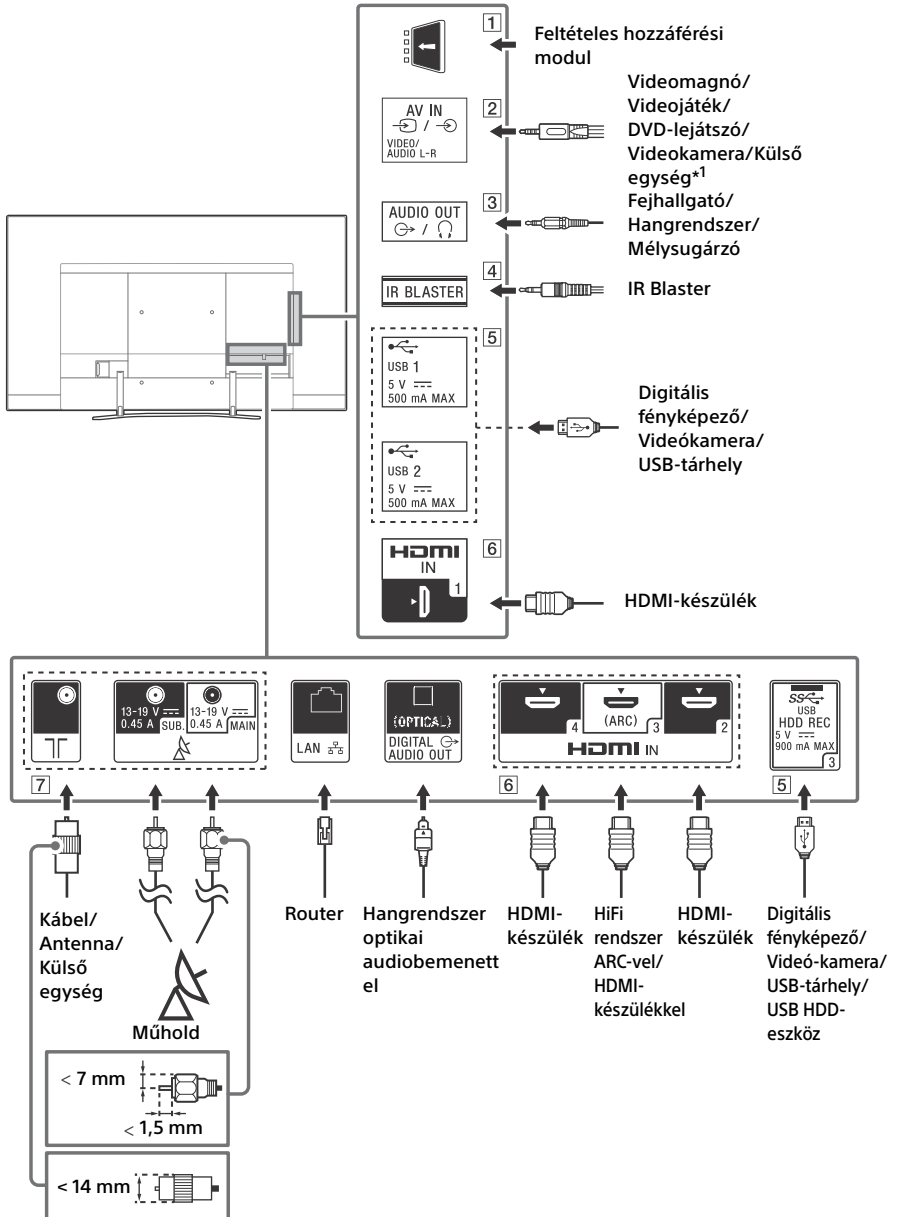 1
Feltételes hozzáférési
modul
AV IN
/
VIDEO/
AUDIO L-R
2
Videomagnó/
Videojáték/
DVD-lejátszó/
Videokamera/Külső
egység*1
AUDIO OUT
/
3
Fejhallgató/
Hangrendszer/
Mélysugárzó
IR BLASTER
4
IR Blaster
5
USB 1
5 V
500 mA MAX
USB 2
5 V
500 mA MAX
Digitális
fényképező/
Videókamera/
USB-tárhely
HDMI
IN
1
6
HDMI-készülék
13-19 V
0.45 A
SUB.
13-19 V
0.45 A
MAIN
LAN
(OPTICAL)
DIGITAL
AUDIO OUT
4
(ARC)
3
2
HDMI IN
SS
USB
HDD REC
5 V
900 mA MAX
3
7
6
5
Kábel/
Antenna/
Külső
egység
Műhold
Router
Hangrendszer
optikai
audiobemenett
el
HDMI-
készülék
HiFi
rendszer
ARC-vel/
HDMI-
készülékkel
HDMI-
készülék
Digitális
fényképező/
Videó-kamera/
USB-tárhely/
USB HDD-
eszköz
< 7 mm
< 1,5 mm
< 14 mm